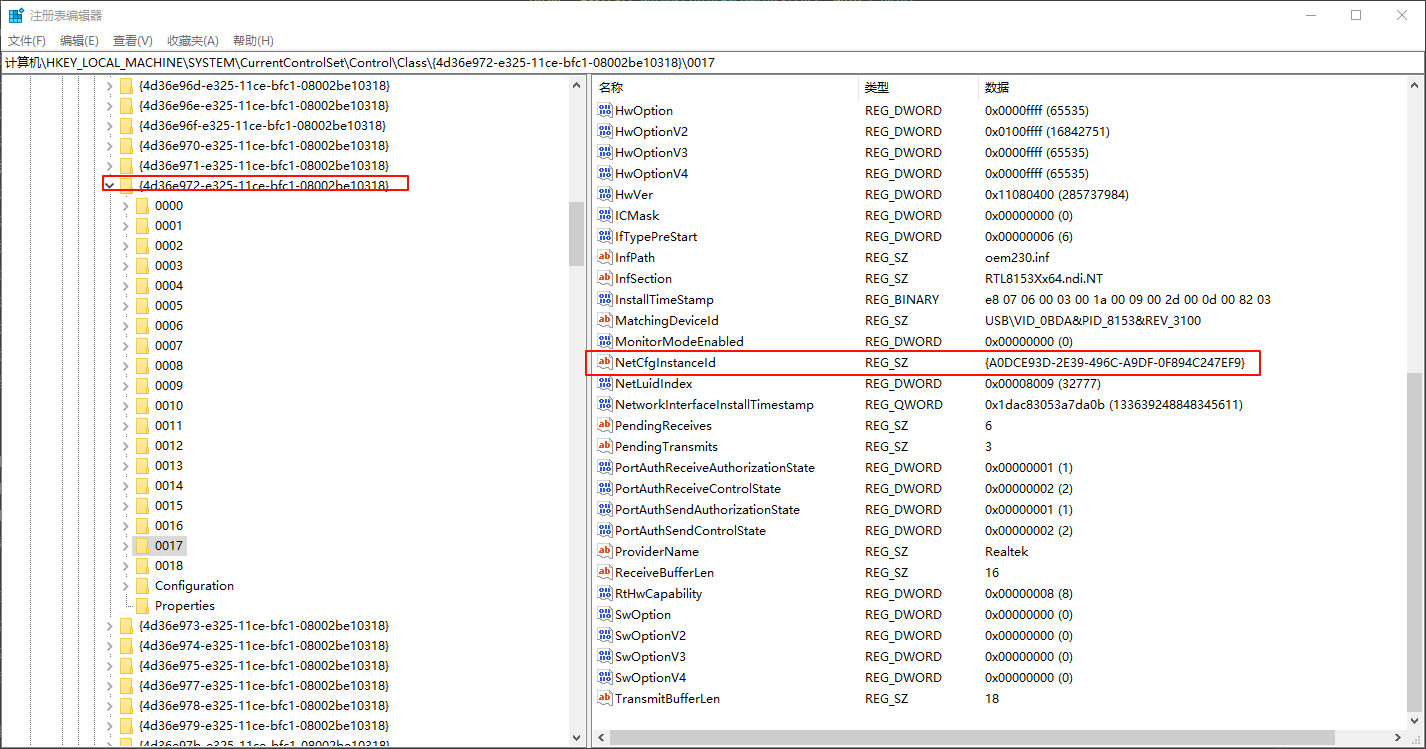 注册表编辑器
文件(F) 编辑(E) 查看(V) 收藏夹(A) 帮助(H)
计算机\HKEY_LOCAL_MACHINE\SYSTEM\CurrentControlSet\Control\Class\{4d36e972-e325-11ce-bfc1-08002be10318}\0017
{4d36e96d-e325-11ce-bfc1-08002be10318}
{4d36e96e-e325-11ce-bfc1-08002be10318}
{4d36e96f-e325-11ce-bfc1-08002be10318}
{4d36e970-e325-11ce-bfc1-08002be10318}
{4d36e971-e325-11ce-bfc1-08002be10318}
{4d36e972-e325-11ce-bfc1-08002be10318}
0000
0001
0002
0003
0004
0005
0006
0007
0008
0009
0010
0011
0012
0013
0014
0015
0016
0017
0018
Configuration
Properties
{4d36e973-e325-11ce-bfc1-08002be10318}
{4d36e974-e325-11ce-bfc1-08002be10318}
{4d36e975-e325-11ce-bfc1-08002be10318}
{4d36e977-e325-11ce-bfc1-08002be10318}
{4d36e978-e325-11ce-bfc1-08002be10318}
{4d36e979-e325-11ce-bfc1-08002be10318}
{4d36e97b-e325-11ce-bfc1-08002be10318}
名称 类型 数据
HwOption REG_DWORD 0x0000ffff (65535)
HwOptionV2 REG_DWORD 0x0100ffff (16842751)
HwOptionV3 REG_DWORD 0x0000ffff (65535)
HwOptionV4 REG_DWORD 0x0000ffff (65535)
HwVer REG_DWORD 0x11080400 (285737984)
ICMask REG_DWORD 0x00000000 (0)
IfTypePreStart REG_DWORD 0x00000006 (6)
InfPath REG_SZ oem230.inf
InfSection REG_SZ RTL8153Xx64.ndi.NT
InstallTimeStamp REG_BINARY e8 07 06 00 03 00 1a 00 09 00 2d 00 0d 00 82 03
MatchingDeviceId REG_SZ USB\VID_0BDA&PID_8153&REV_3100
MonitorModeEnabled REG_DWORD 0x00000000 (0)
NetCfgInstanceId REG_SZ {A0DCE93D-2E39-496C-A9DF-0F894C247EF9}
NetLuidIndex REG_DWORD 0x00008009 (32777)
NetworkInterfaceInstallTimestamp REG_QWORD 0x1dac83053a7da0b (133639248848345611)
PendingReceives REG_SZ 6
PendingTransmits REG_SZ 3
PortAuthReceiveAuthorizationState REG_DWORD 0x00000001 (1)
PortAuthReceiveControlState REG_DWORD 0x00000002 (2)
PortAuthSendAuthorizationState REG_DWORD 0x00000001 (1)
PortAuthSendControlState REG_DWORD 0x00000002 (2)
ProviderName REG_SZ Realtek
ReceiveBufferLen REG_SZ 16
RtHwCapability REG_DWORD 0x00000008 (8)
SwOption REG_DWORD 0x00000000 (0)
SwOptionV2 REG_DWORD 0x00000000 (0)
SwOptionV3 REG_DWORD 0x00000000 (0)
SwOptionV4 REG_DWORD 0x00000000 (0)
TransmitBufferLen REG_SZ 18